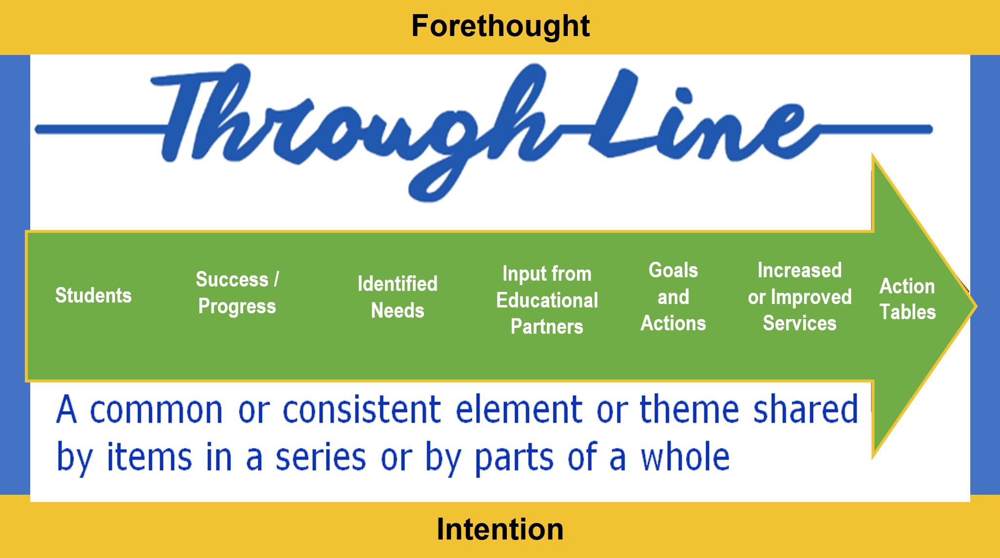 Forethought
Through Line
Students
Success /
Progress
Identified
Needs
Input from
Educational
Partners
Goals
and
Actions
Increased
or Improved
Services
Action
Tables
A common or consistent element or theme shared
by items in a series or by parts of a whole
Intention